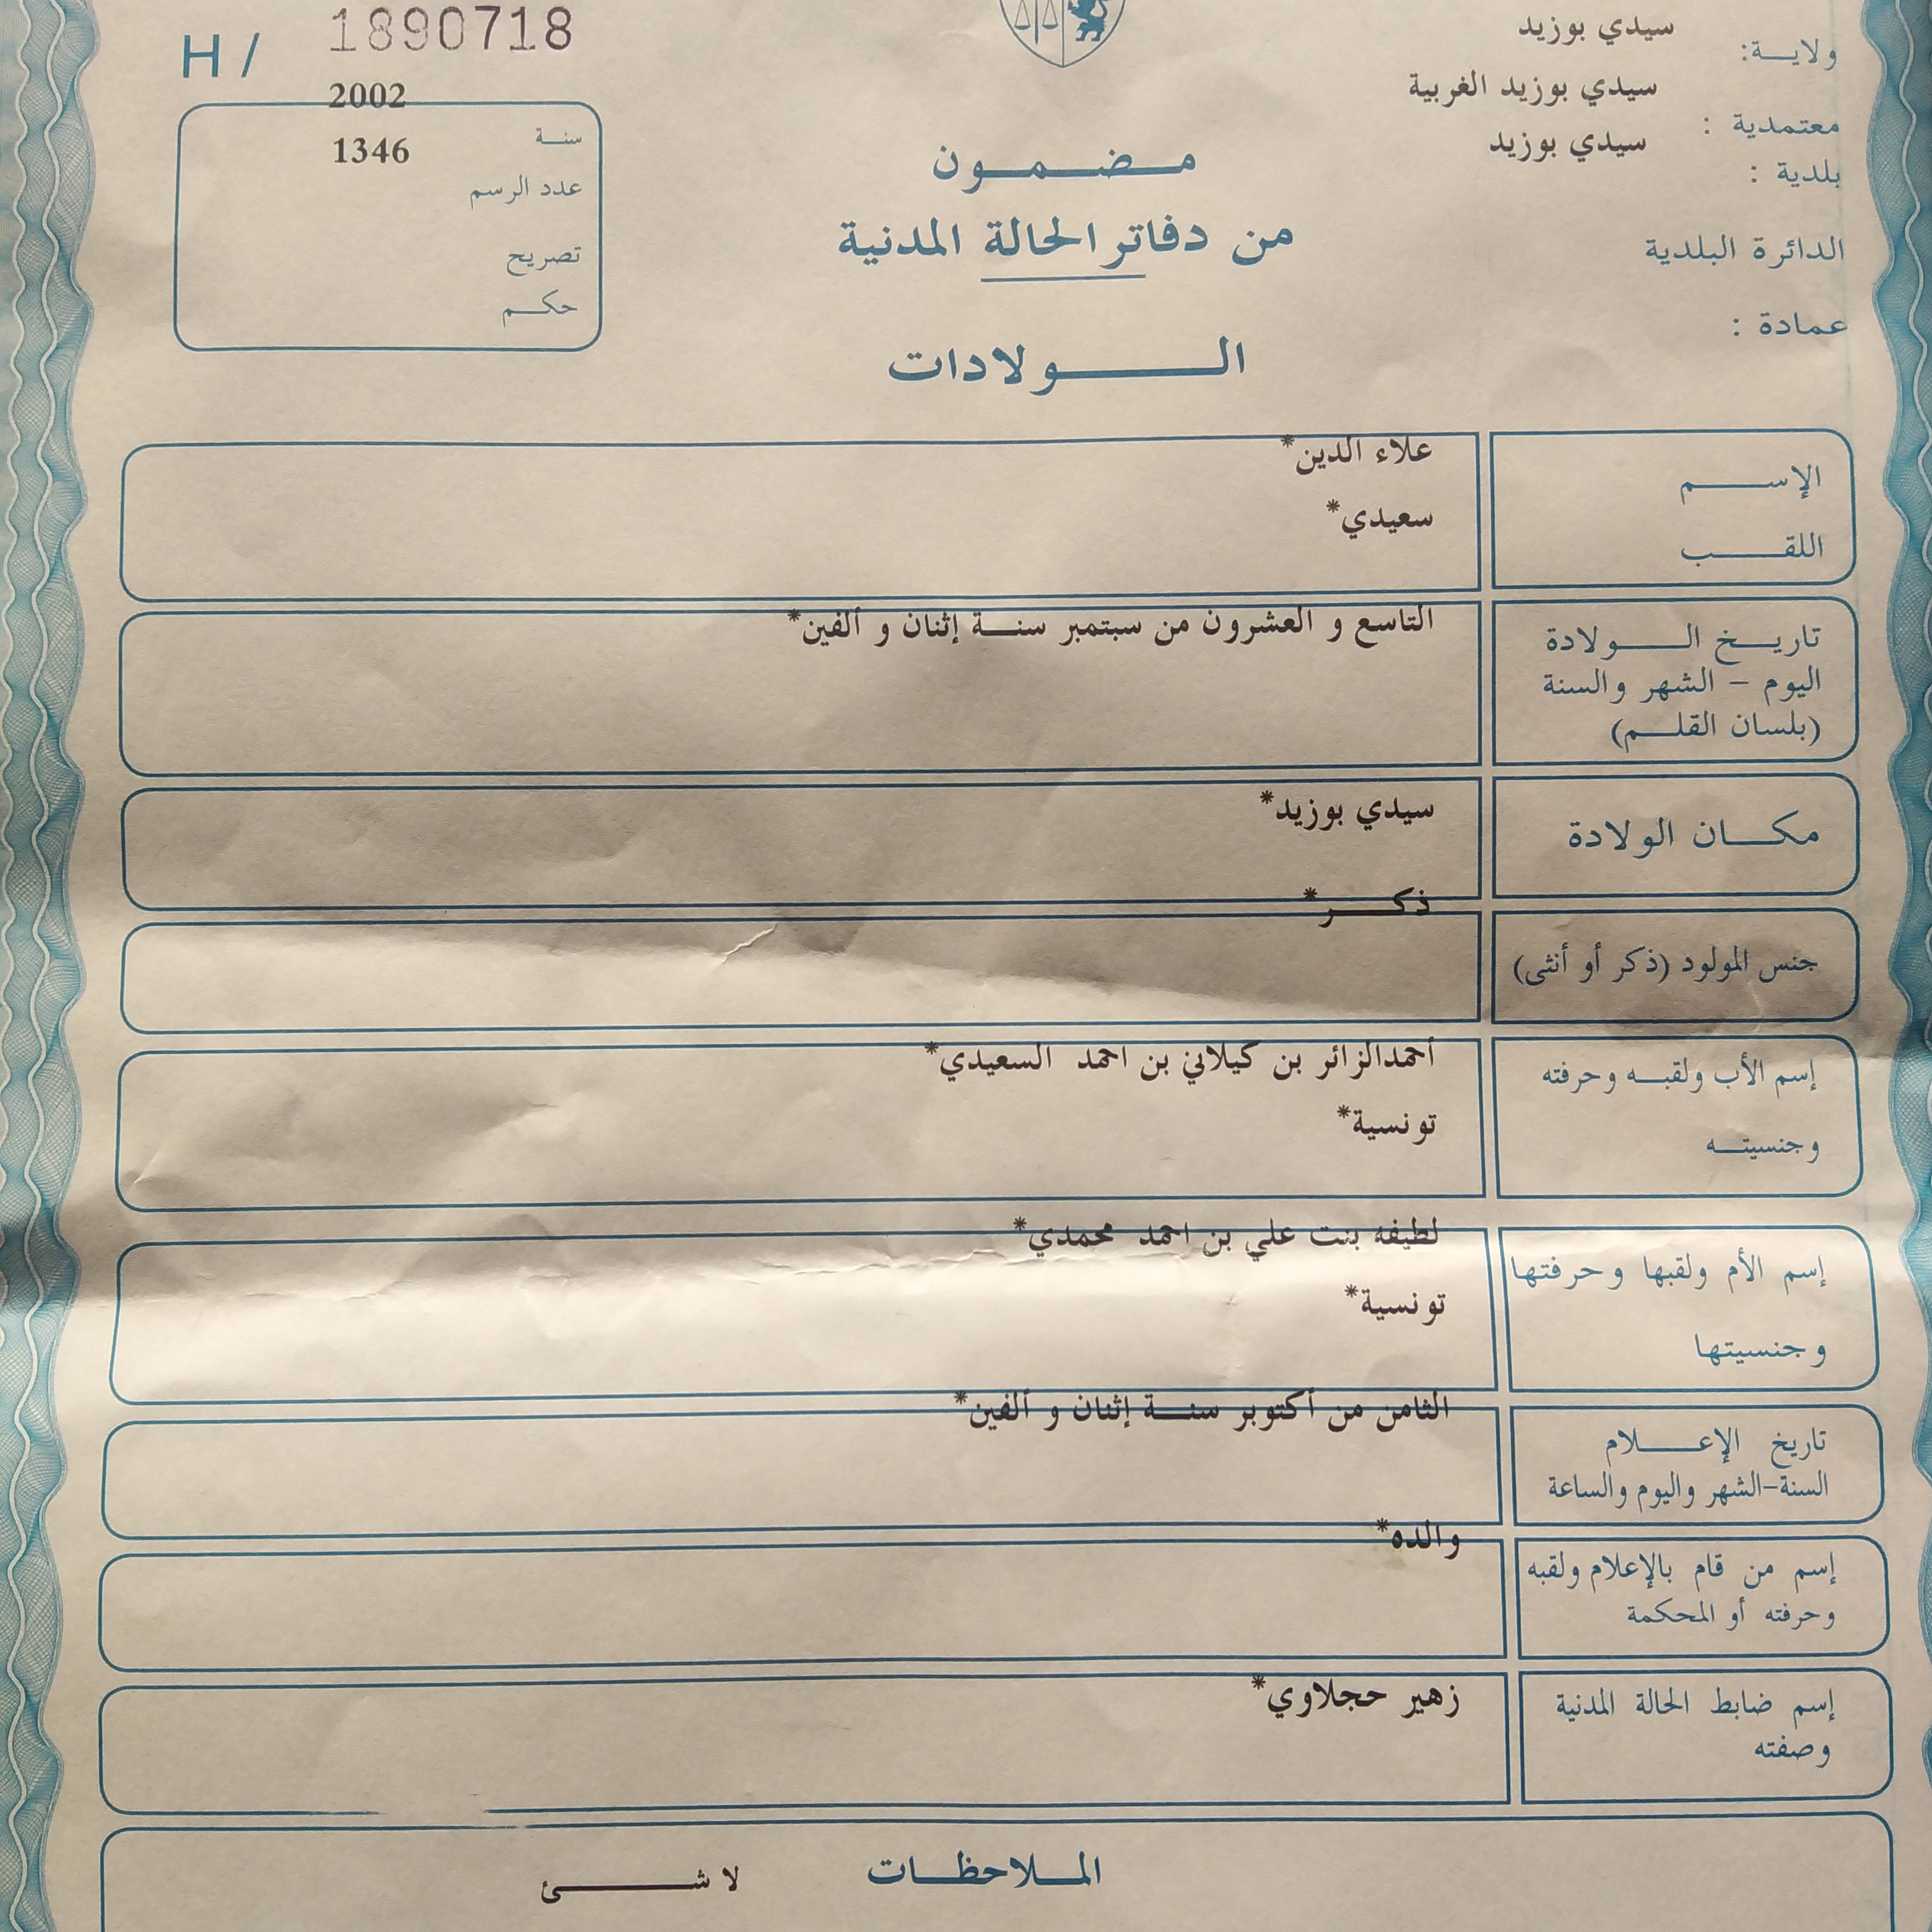 H / 1890718
ولاية: سيدي بوزيد
معتمدية : سيدي بوزيد الغربية
بلدية : سيدي بوزيد
الدائرة البلدية
عمادة :
سنة 2002
عدد الرسم 1346
تصريح
حكم
مضمون
من دفاتر الحالة المدنية
الولادات
الإسم علاء الدين*
اللقب سعيدي*
تاريخ الولادة التاسع و العشرون من سبتمبر سنة إثنان و ألفين*
اليوم – الشهر والسنة
(بلسان القلم)
مكان الولادة سيدي بوزيد*
جنس المولود (ذكر أو أنثى) ذكر*
إسم الأب ولقبه وحرفته أحمدالزائر بن كيلاني بن احمد السعيدي*
وجنسيته تونسية*
إسم الأم ولقبها وحرفتها لطيفه بنت علي بن احمد محمدي*
وجنسيتها تونسية*
تاريخ الإعلام الثامن من أكتوبر سنة إثنان و ألفين*
السنة-الشهر واليوم والساعة
إسم من قام بالإعلام ولقبه والده*
وحرفته أو المحكمة
إسم ضابط الحالة المدنية زهير حجلاوي*
وصفته
الملاحظات لا شئ